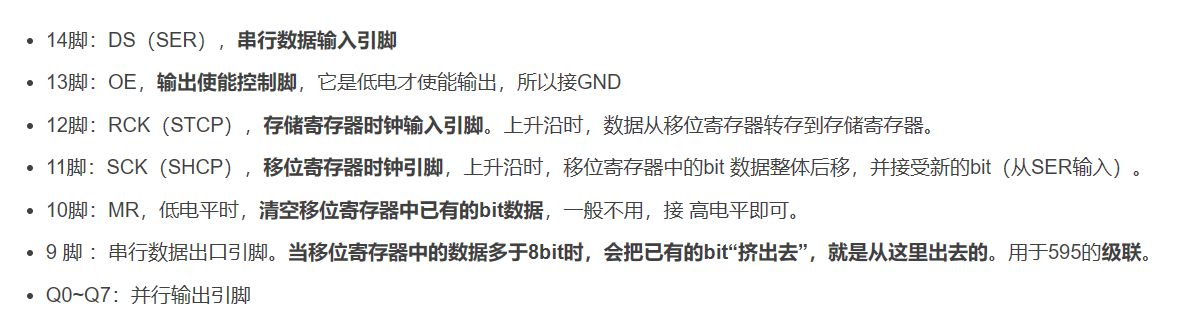 • 14脚：DS（SER），串行数据输入引脚
• 13脚：OE，输出使能控制脚，它是低电才使能输出，所以接GND
• 12脚：RCK（STCP），存储寄存器时钟输入引脚。上升沿时，数据从移位寄存器转存到存储寄存器。
• 11脚：SCK（SHCP），移位寄存器时钟引脚，上升沿时，移位寄存器中的bit 数据整体后移，并接受新的bit（从SER输入）。
• 10脚：MR，低电平时，清空移位寄存器中已有的bit数据，一般不用，接 高电平即可。
• 9 脚 ：串行数据出口引脚。当移位寄存器中的数据多于8bit时，会把已有的bit“挤出去”，就是从这里出去的。用于595的级联。
• Q0~Q7：并行输出引脚